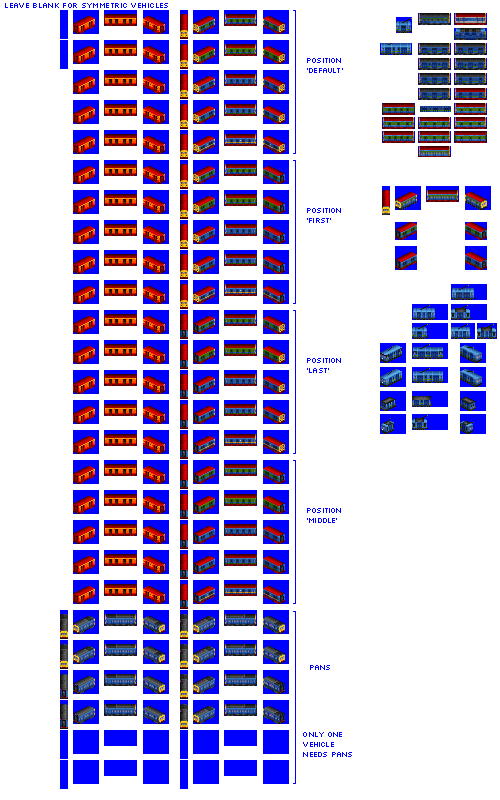 LEAVE BLANK FOR SYMMETRIC VEHICLES
POSITION
'DEFAULT'
POSITION
'FIRST'
POSITION
'LAST'
POSITION
'MIDDLE'
PANS
ONLY ONE
VEHICLE
NEEDS PANS